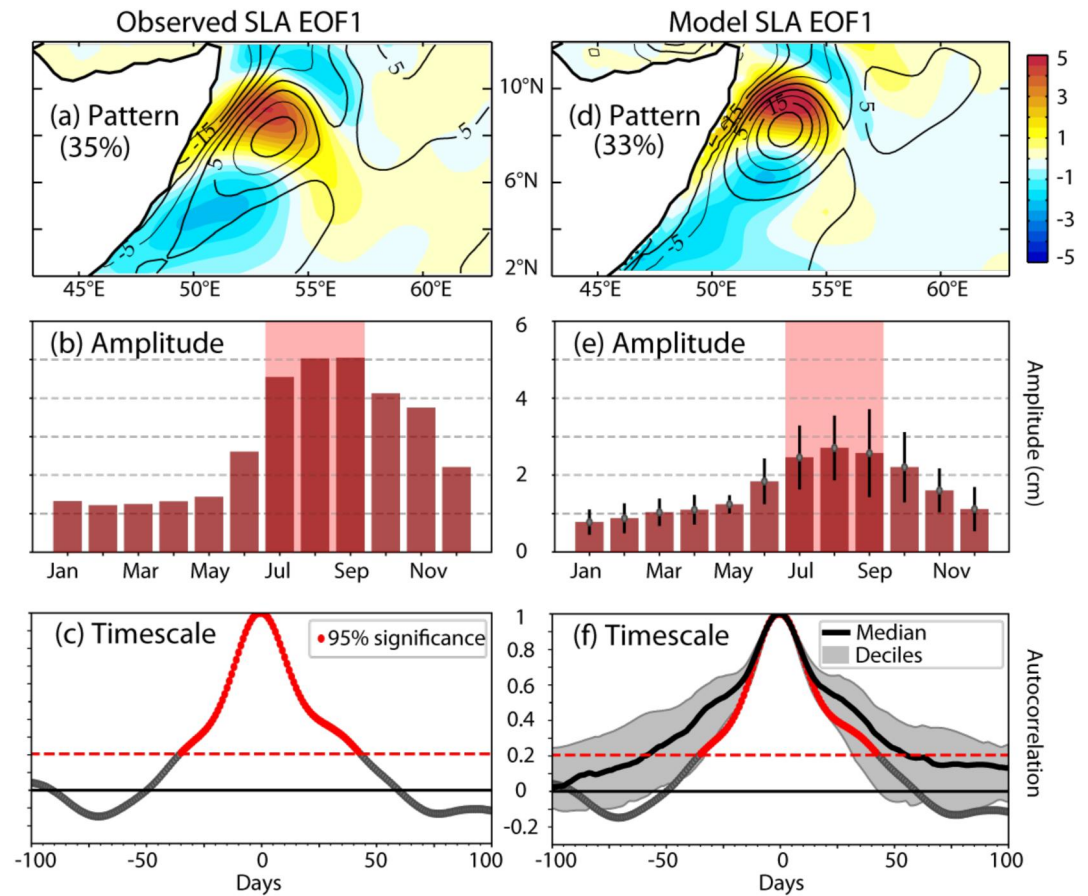 Observed SLA EOF1
Model SLA EOF1
(a) Pattern
(35%)
-15
5
5
5
-5
10°N
6°N
2°N
45°E 50°E 55°E 60°E
(d) Pattern
(33%)
-15
15
5
5
-5
45°E 50°E 55°E 60°E
5
3
1
-1
-3
-5
(b) Amplitude
6
4
2
0
Jan Mar May Jul Sep Nov
(e) Amplitude
Amplitude (cm)
Jan Mar May Jul Sep Nov
(c) Timescale
95% significance
1
0.8
0.6
0.4
0.2
0
-0.2
-100 -50 0 50 100
Days
(f) Timescale
Median
Deciles
Autocorrelation
-100 -50 0 50 100
Days